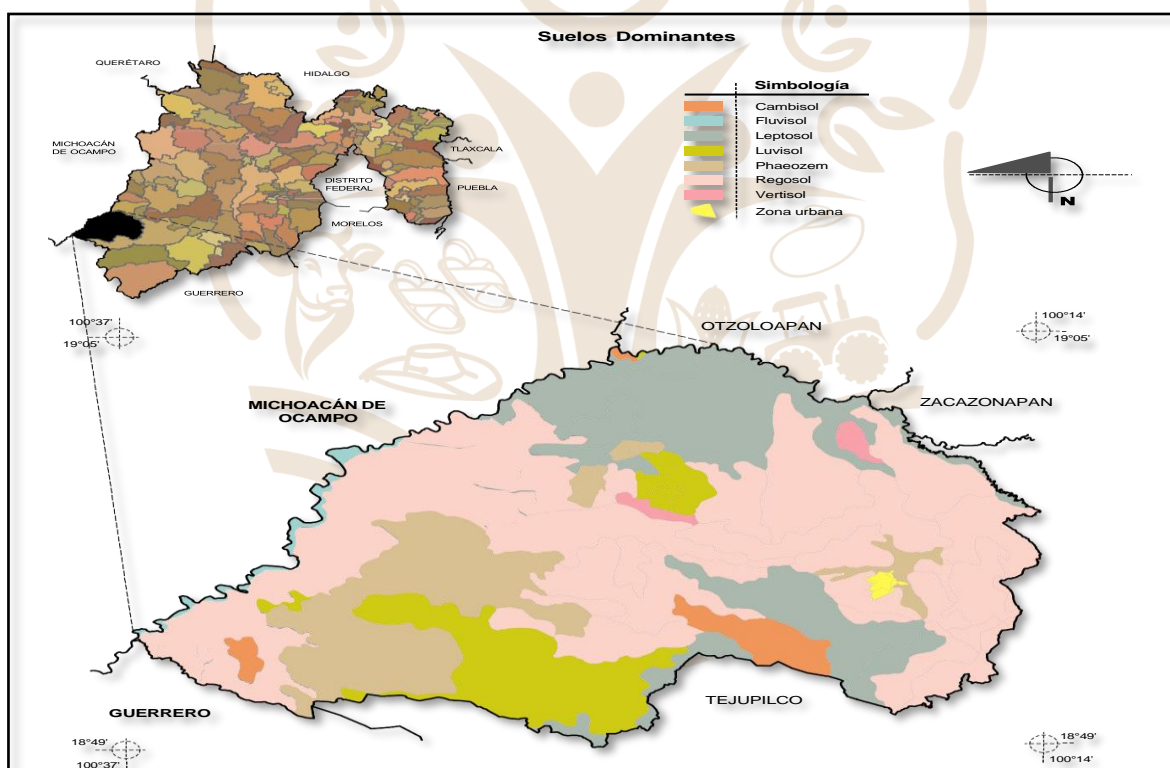 Suelos Dominantes
QUERÉTARO
HIDALGO
MICHOACÁN
DE OCAMPO
TLAXCALA
DISTRITO
FEDERAL
PUEBLA
MORELOS
GUERRERO
Simbología
Cambisol
Fluvisol
Leptosol
Luvisol
Phaeozem
Regosol
Vertisol
Zona urbana
N
100°37'
19°05'
100°14'
19°05'
OTZOLOAPAN
MICHOACÁN DE
OCAMPO
ZACAZONAPAN
TEJUPILCO
GUERRERO
18°49'
100°37'
18°49'
100°14'